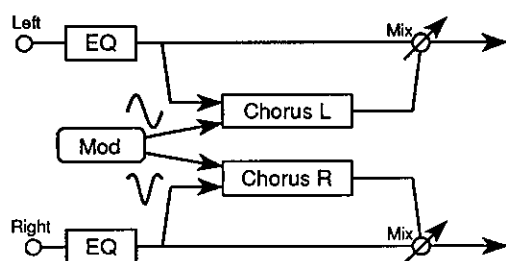 Left
EQ
Mix
Chorus L
Mod
Chorus R
Right
EQ
Mix